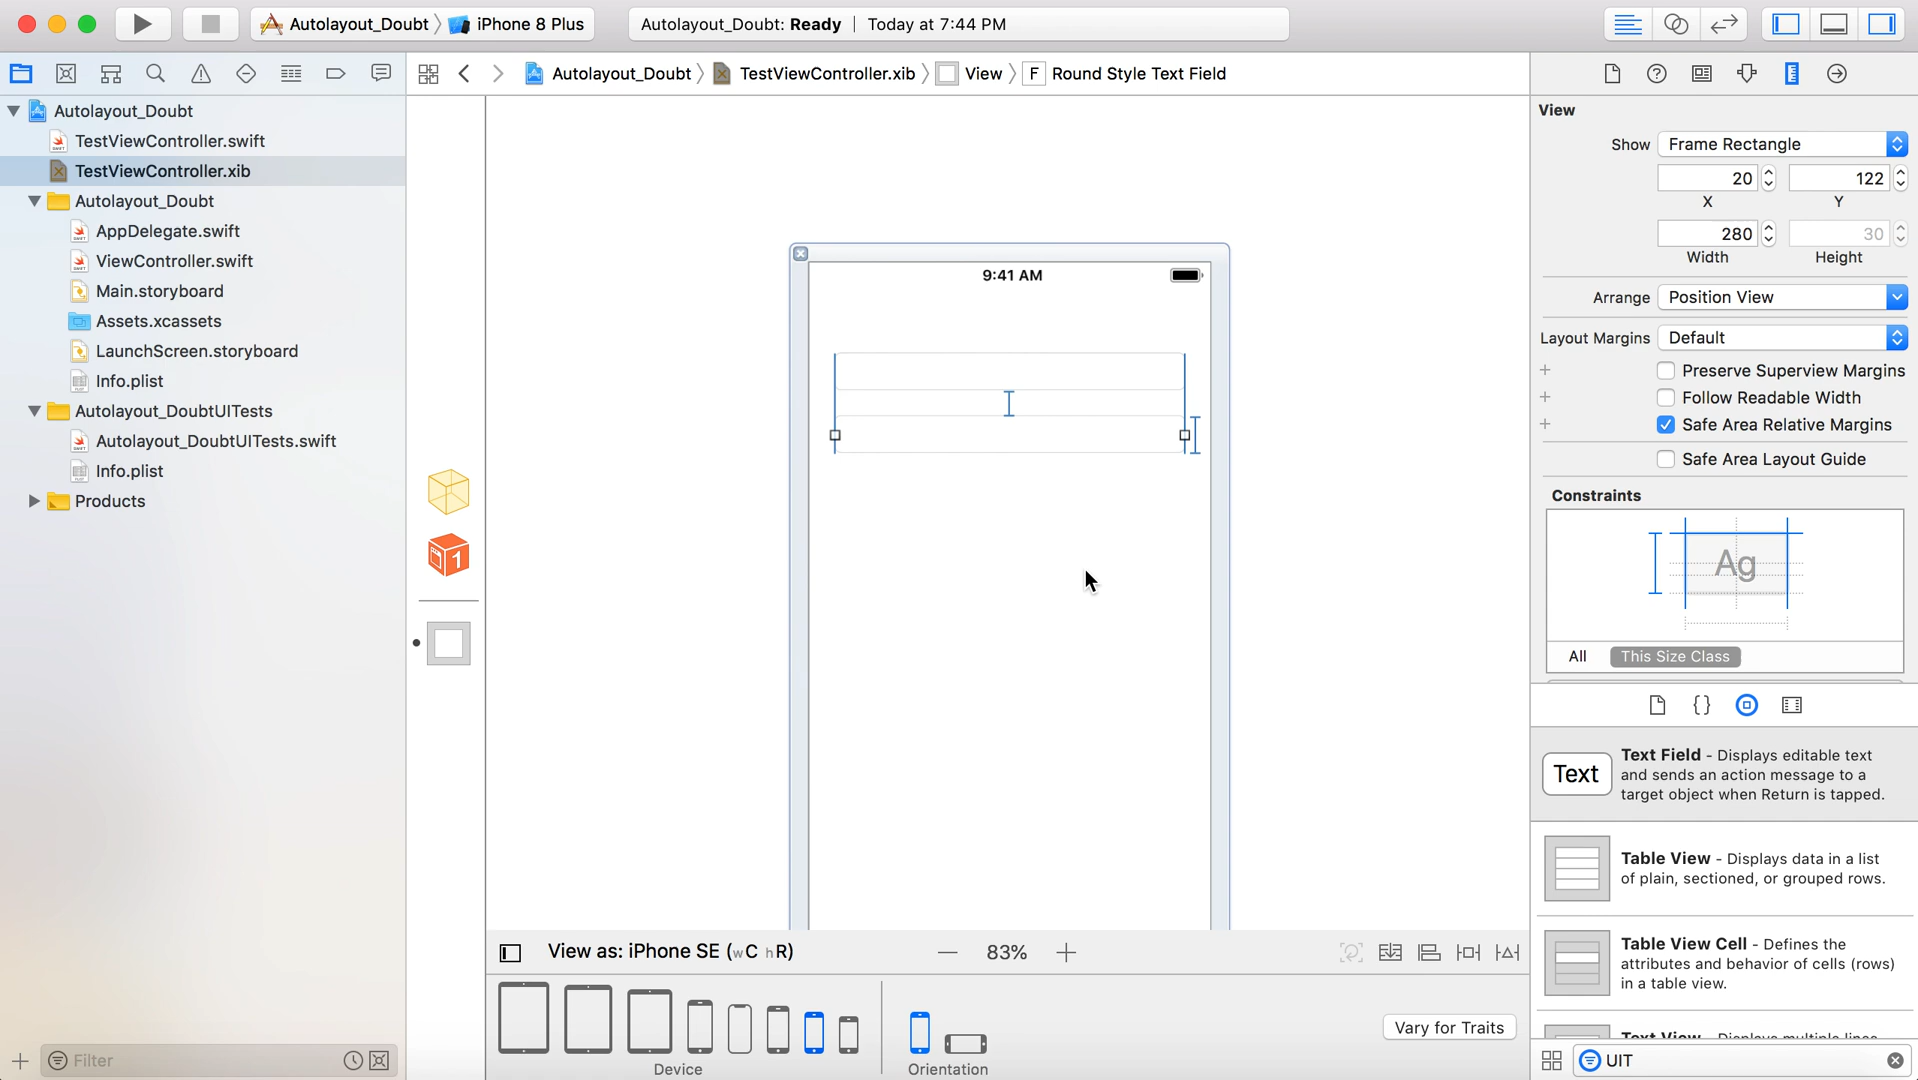 Autolayout_Doubt
iPhone 8 Plus
Autolayout_Doubt: Ready
Today at 7:44 PM
Autolayout_Doubt
TestViewController.xib
View
F
Round Style Text Field
Autolayout_Doubt
TestViewController.swift
TestViewController.xib
Autolayout_Doubt
AppDelegate.swift
ViewController.swift
Main.storyboard
Assets.xcassets
LaunchScreen.storyboard
Info.plist
Autolayout_DoubtUITests
Autolayout_DoubtUITests.swift
Info.plist
Products
Filter
1
9:41 AM
View as: iPhone SE (wC hR)
83%
Device
Orientation
Vary for Traits
View
Show
Frame Rectangle
20
122
X
Y
280
30
Width
Height
Arrange
Position View
Layout Margins
Default
Preserve Superview Margins
Follow Readable Width
Safe Area Relative Margins
Safe Area Layout Guide
Constraints
Ag
All
This Size Class
{}
Text
Text Field - Displays editable text
and sends an action message to a
target object when Return is tapped.
Table View - Displays data in a list
of plain, sectioned, or grouped rows.
Table View Cell - Defines the
attributes and behavior of cells (rows)
in a table view.
Text View - Displays multiple lines
UIT